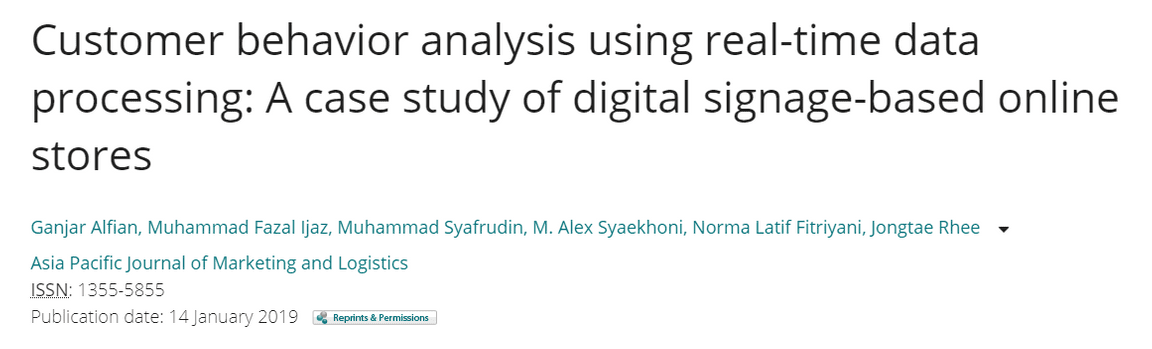 Customer behavior analysis using real-time data
processing: A case study of digital signage-based online
stores
Ganjar Alfian, Muhammad Fazal Ijaz, Muhammad Syafrudin, M. Alex Syaekhoni, Norma Latif Fitriyani, Jongtae Rhee
Asia Pacific Journal of Marketing and Logistics
ISSN: 1355-5855
Publication date: 14 January 2019 Reprints & Permissions